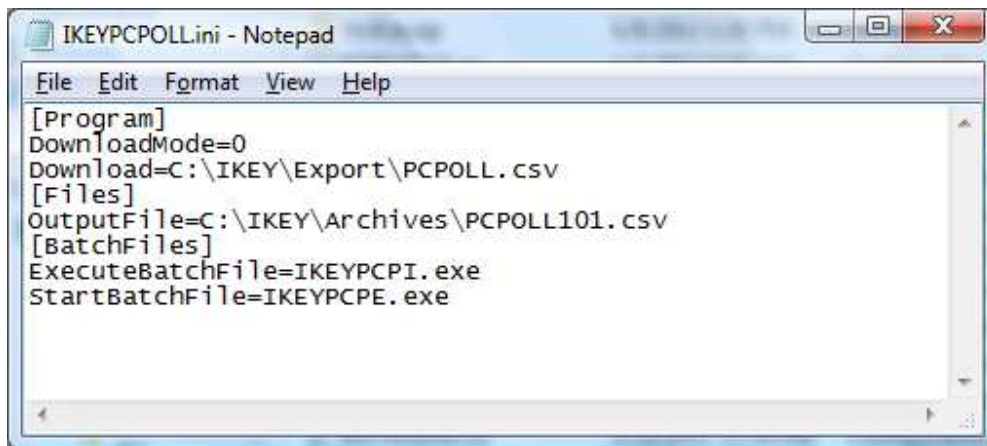 IKEYPCPOLL.ini - Notepad
File Edit Format View Help
[Program]
DownloadMode=0
Download=C:\IKEY\Export\PCPOLL.csv
[Files]
OutputFile=C:\IKEY\Archives\PCPOLL101.csv
[BatchFiles]
ExecuteBatchFile=IKEYPCPI.exe
StartBatchFile=IKEYPCPE.exe